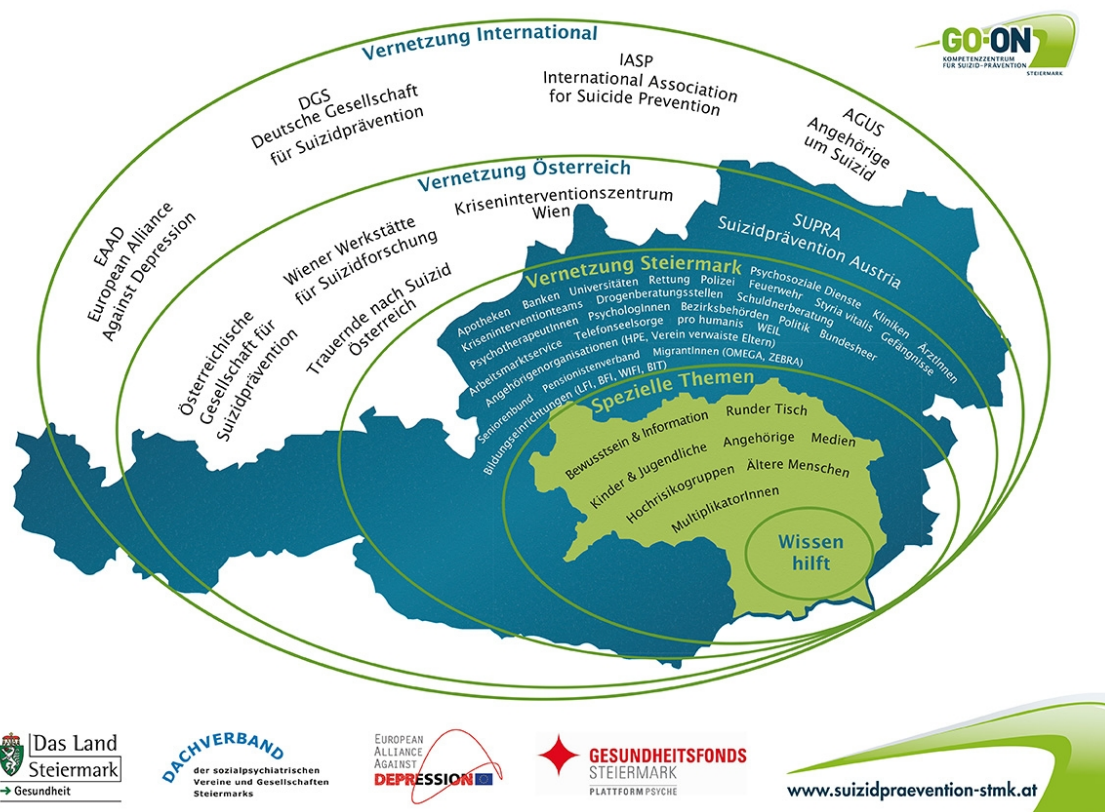 GO-ON
KOMPETENZZENTRUM
FÜR SUIZID-PRÄVENTION
STEIERMARK
Vernetzung International
IASP
International Association
for Suicide Prevention
DGS
Deutsche Gesellschaft
für Suizidprävention
AGUS
Angehörige
um Suizid
EAAD
European Alliance
Against Depression
Vernetzung Österreich
Kriseninterventionszentrum
Wien
SUPRA
Suizidprävention Austria
Wiener Werkstätte
für Suizidforschung
Trauernde nach Suizid
Österreich
Österreichische
Gesellschaft für
Suizidprävention
Vernetzung Steiermark
Apotheken Banken Universitäten Rettung Polizei Psychosoziale Dienste
Kriseninterventionteams Drogenberatungsstellen Feuerwehr Kliniken
PsychotherapeutInnen PsychologInnen Schuldnerberatung Styria vitalis ÄrztInnen
Arbeitsmarktservice Telefonseelsorge Bezirksbehörden Politik Gefängnisse
Angehörigenorganisationen (HPE, Verein verwaiste Eltern) pro humanis WEIL Bundesheer
Seniorenbund Pensionistenverband MigrantInnen (OMEGA, ZEBRA)
Bildungseinrichtungen (LFI, BFI, WIFI, BIT)
Spezielle Themen
Bewusstsein & Information Runder Tisch
Kinder & Jugendliche Angehörige Medien
Hochrisikogruppen Ältere Menschen
MultiplikatorInnen
Wissen
hilft
Das Land
Steiermark
→ Gesundheit
DACHVERBAND
der sozialpsychiatrischen
Vereine und Gesellschaften
Steiermarks
EUROPEAN
ALLIANCE
AGAINST
DEPRESSION
GESUNDHEITSFONDS
STEIERMARK
PLATTFORM PSYCHE
www.suizidpraevention-stmk.at